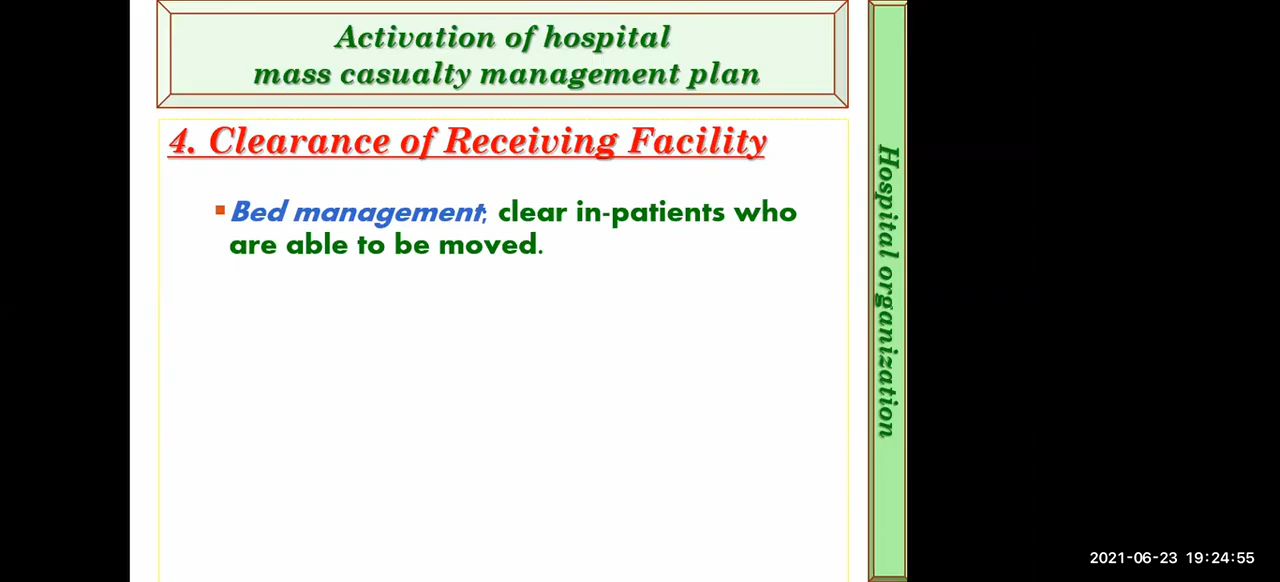 Activation of hospital
mass casualty management plan
4. Clearance of Receiving Facility
Bed management; clear in-patients who
are able to be moved.
Hospital organization
2021-06-23 19:24:55